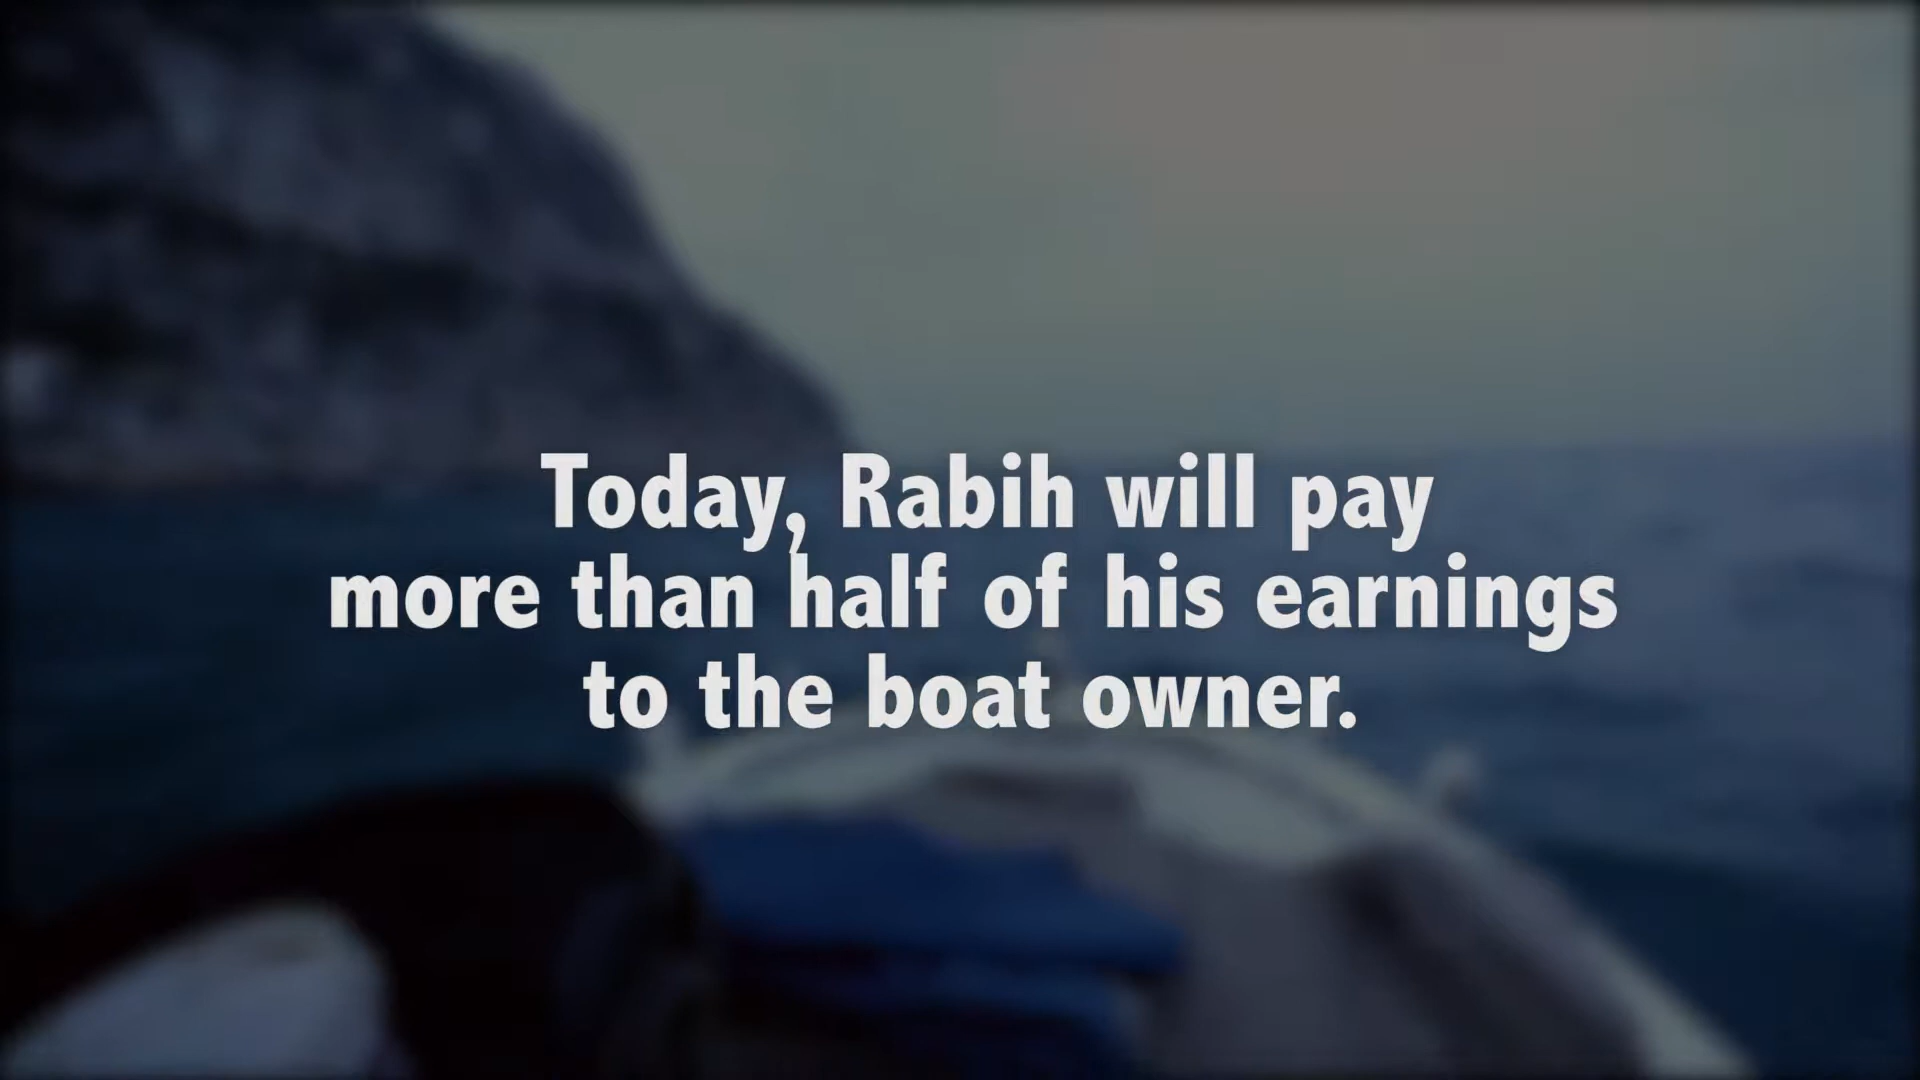 Today, Rabih will pay
more than half of his earnings
to the boat owner.